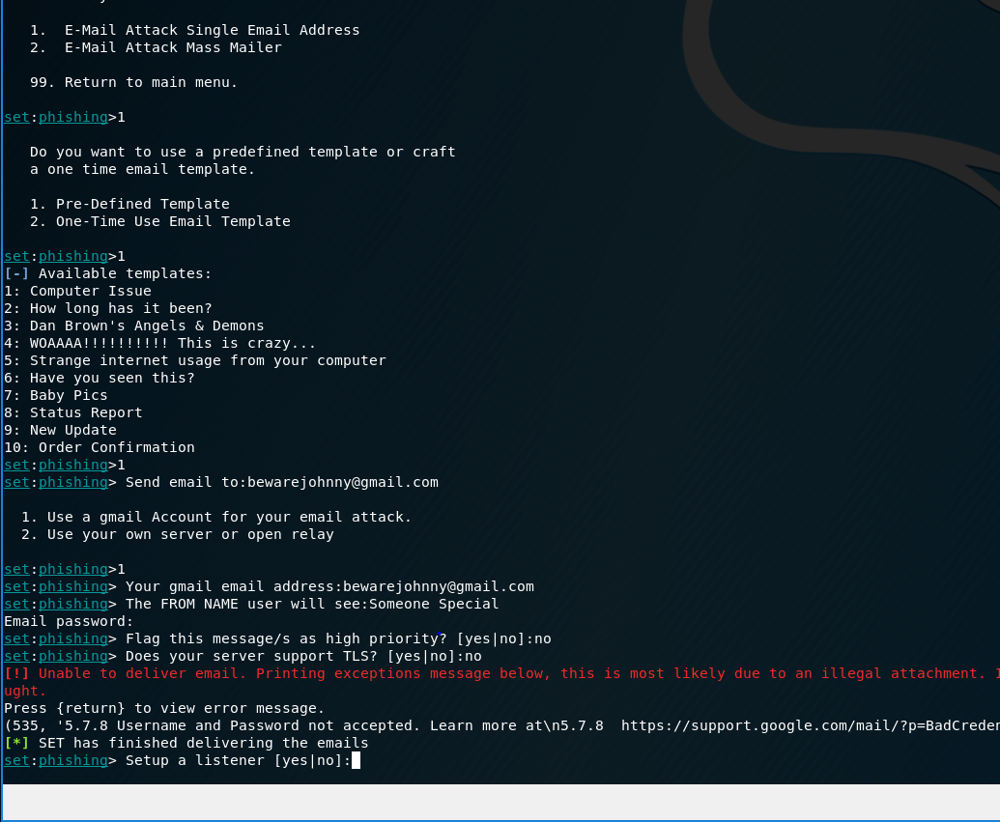 1. E-Mail Attack Single Email Address
2. E-Mail Attack Mass Mailer
99. Return to main menu.
set:phishing>1
Do you want to use a predefined template or craft
a one time email template.
1. Pre-Defined Template
2. One-Time Use Email Template
set:phishing>1
[-] Available templates:
1: Computer Issue
2: How long has it been?
3: Dan Brown's Angels & Demons
4: WOAAAA!!!!!!!!!! This is crazy...
5: Strange internet usage from your computer
6: Have you seen this?
7: Baby Pics
8: Status Report
9: New Update
10: Order Confirmation
set:phishing>1
set:phishing> Send email to:bewarejohnny@gmail.com
1. Use a gmail Account for your email attack.
2. Use your own server or open relay
set:phishing>1
set:phishing> Your gmail email address:bewarejohnny@gmail.com
set:phishing> The FROM NAME user will see:Someone Special
Email password:
set:phishing> Flag this message/s as high priority? [yes|no]:no
set:phishing> Does your server support TLS? [yes|no]:no
[!] Unable to deliver email. Printing exceptions message below, this is most likely due to an illegal attachment.
ught.
Press {return} to view error message.
(535, '5.7.8 Username and Password not accepted. Learn more at\n5.7.8  https://support.google.com/mail/?p=BadCreden
[*] SET has finished delivering the emails
set:phishing> Setup a listener [yes|no]: